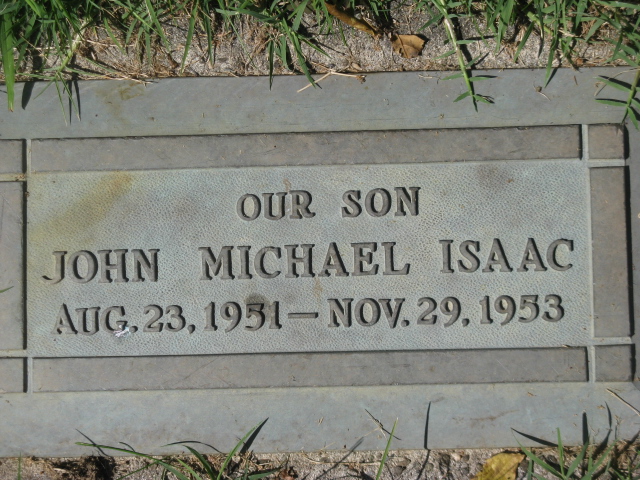 OUR SON
JOHN MICHAEL ISAAC
AUG. 23, 1951 — NOV. 29, 1953